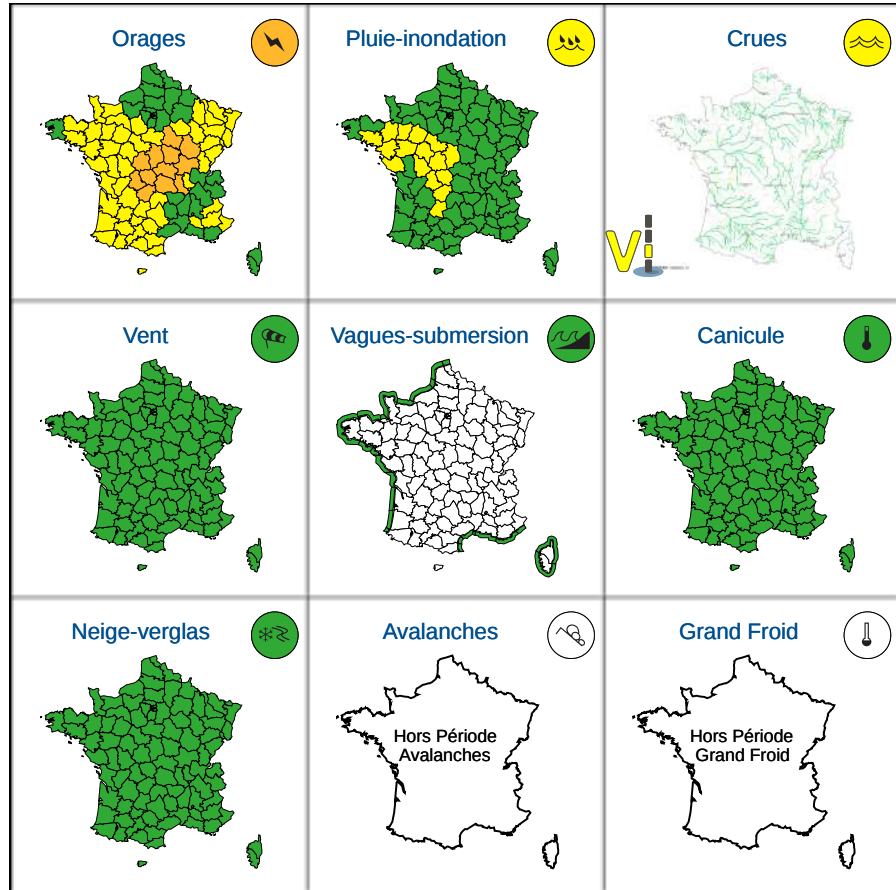 Orages
Pluie-inondation
Crues
Vi
Vent
Vagues-submersion
Canicule
Neige-verglas
Avalanches
Grand Froid
Hors Période
Avalanches
Hors Période
Grand Froid